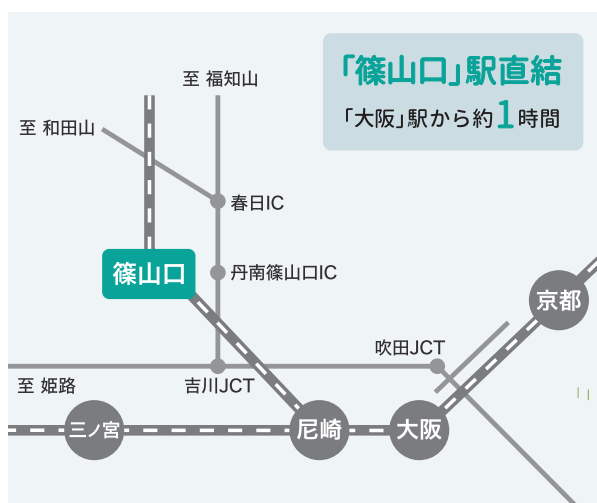 「篠山口」駅直結
「大阪」駅から約1時間
至 福知山
至 和田山
春日IC
篠山口
丹南篠山口IC
京都
吹田JCT
至 姫路
吉川JCT
三ノ宮
尼崎
大阪